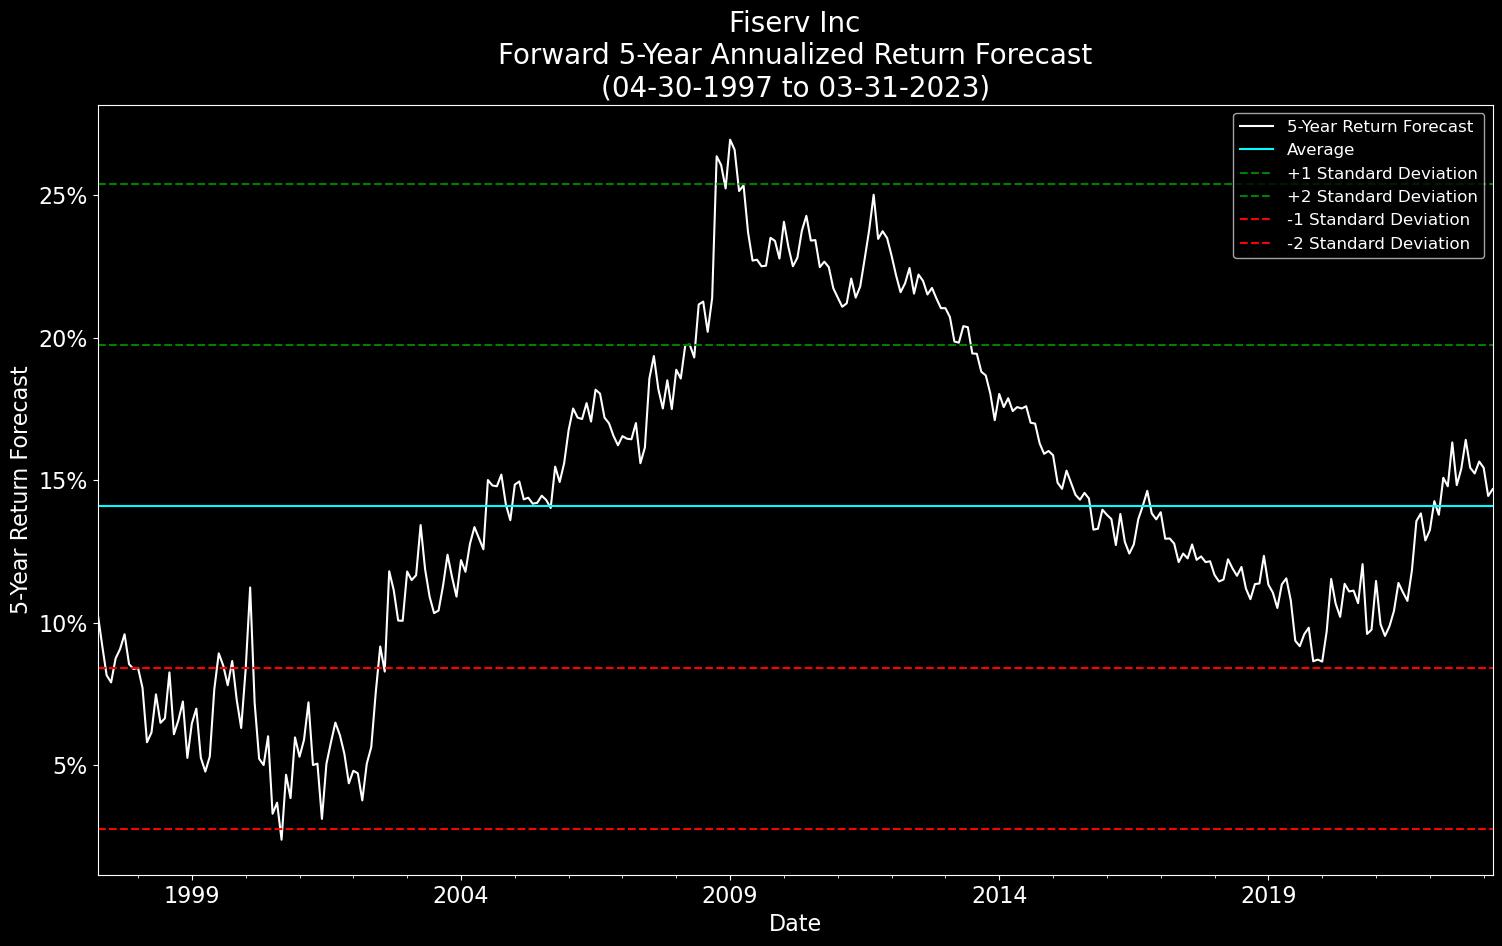 Fiserv Inc
Forward 5-Year Annualized Return Forecast
(04-30-1997 to 03-31-2023)
5-Year Return Forecast
Average
+1 Standard Deviation
+2 Standard Deviation
-1 Standard Deviation
-2 Standard Deviation
5-Year Return Forecast
25%
20%
15%
10%
5%
1999 2004 2009 2014 2019
Date